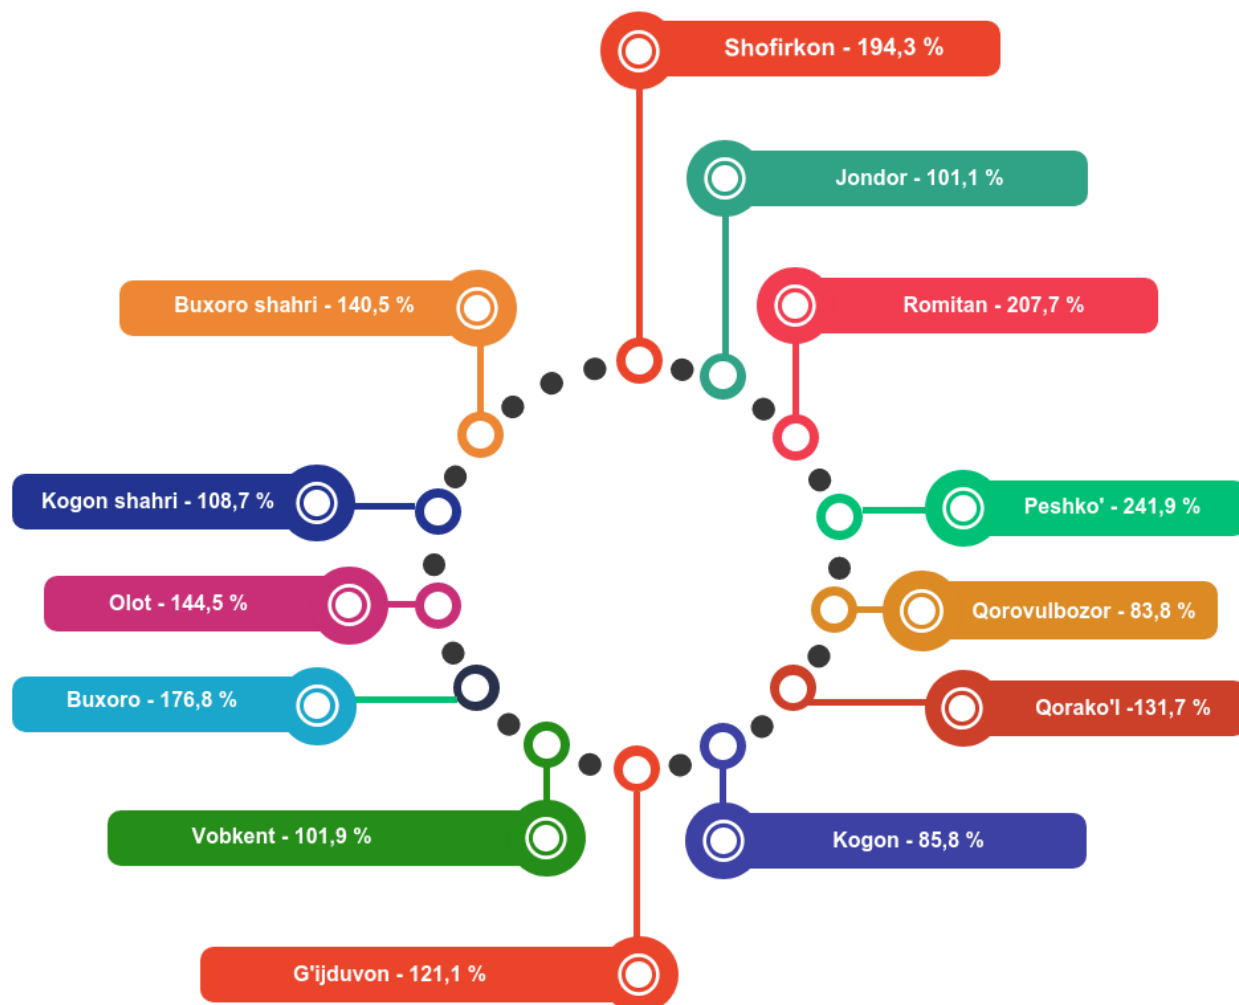 Shofirkon - 194,3 %
Jondor - 101,1 %
Buxoro shahri - 140,5 %
Romitan - 207,7 %
Kogon shahri - 108,7 %
Peshko' - 241,9 %
Olot - 144,5 %
Qorovulbozor - 83,8 %
Buxoro - 176,8 %
Qorako'l -131,7 %
Vobkent - 101,9 %
Kogon - 85,8 %
G'ijduvon - 121,1 %